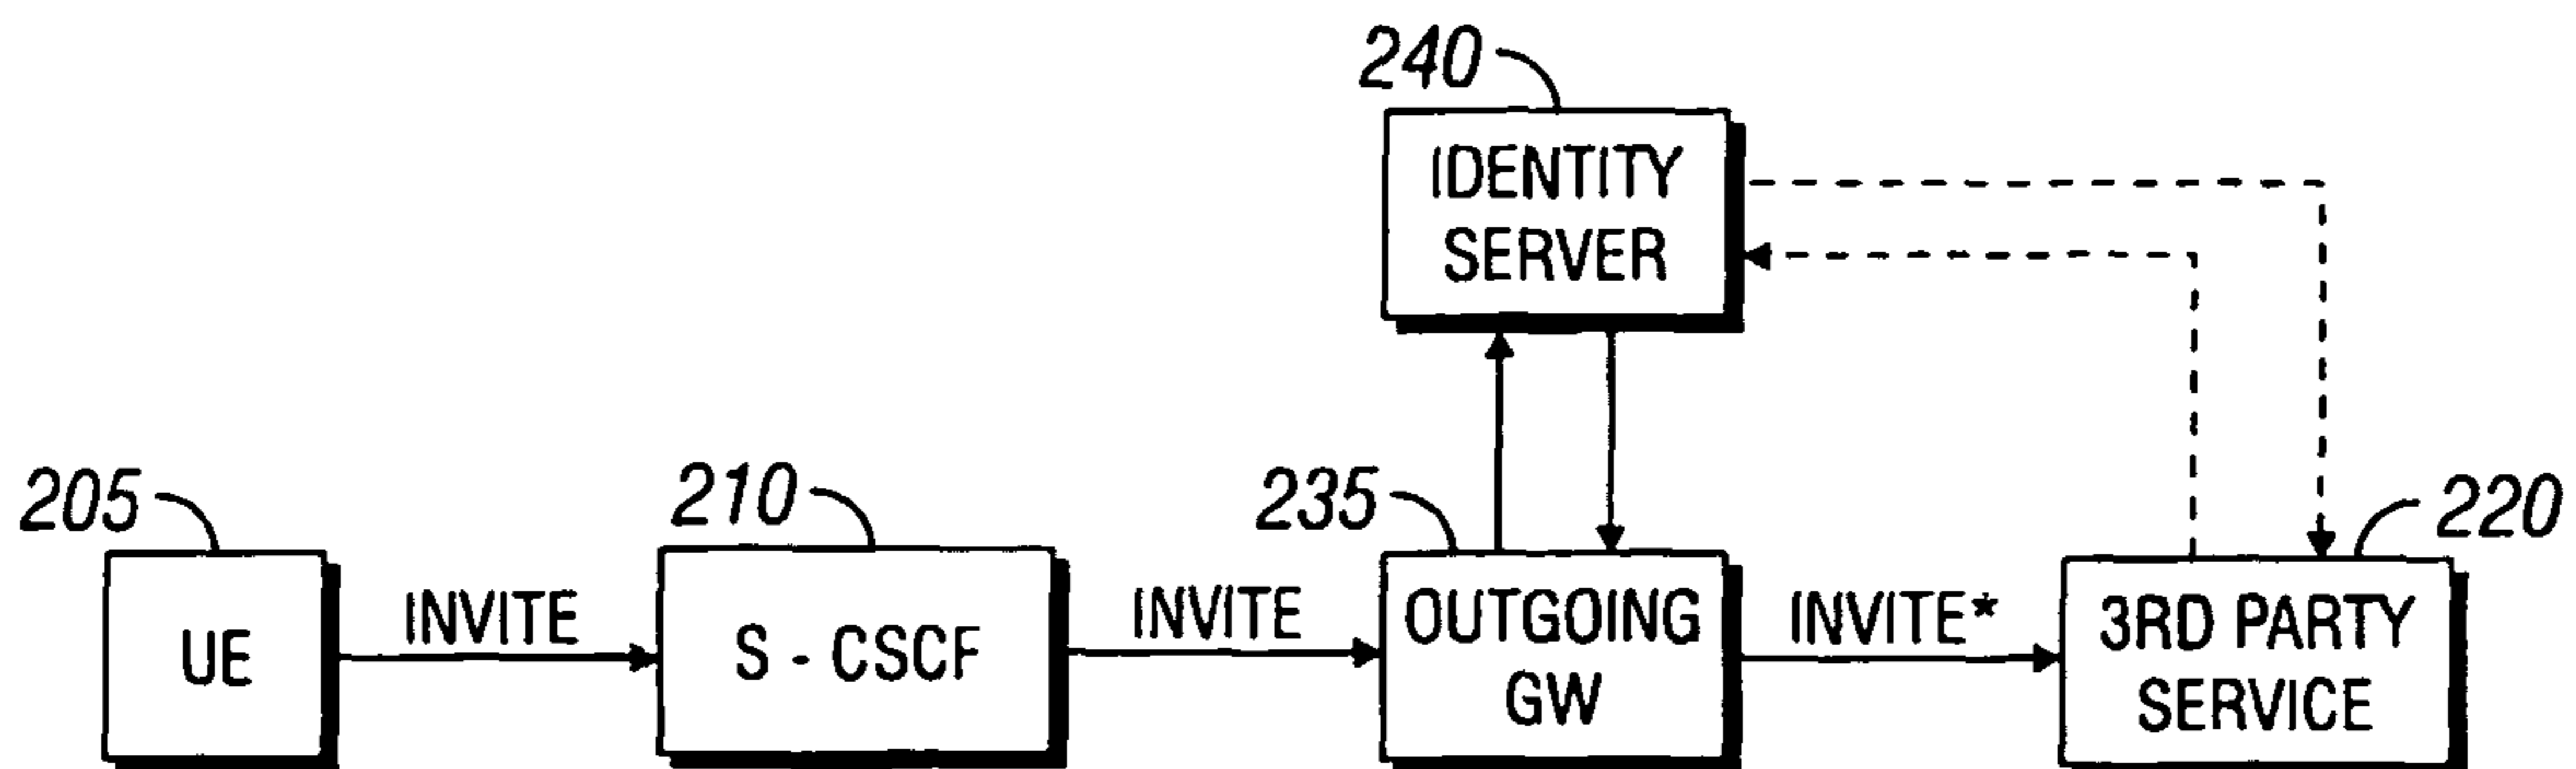 240
IDENTITY
SERVER
205
210
235
220
UE
INVITE
S - CSCF
INVITE
OUTGOING
GW
INVITE*
3RD PARTY
SERVICE